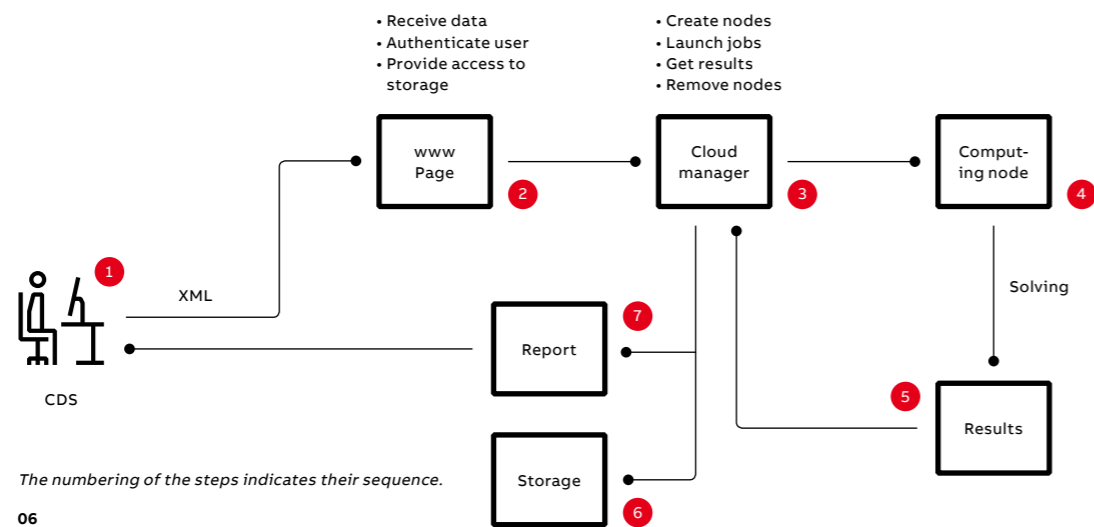 • Receive data
• Authenticate user
• Provide access to
storage
• Create nodes
• Launch jobs
• Get results
• Remove nodes
www
Page
2
Cloud
manager
3
Comput-
ing node
4
1
XML
CDS
Solving
7
Report
5
Results
Storage
6
The numbering of the steps indicates their sequence.
06